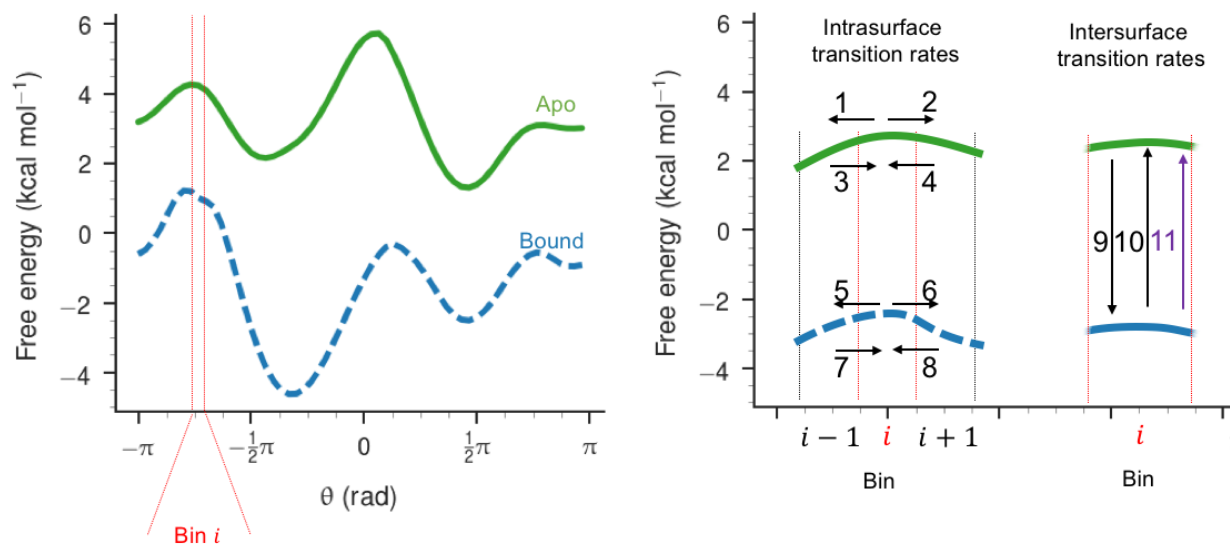 Free energy (kcal mol⁻¹)
6
4
2
0
−2
−4
Apo
Bound
−π
−½π
0
½π
π
θ (rad)
Bin i
Free energy (kcal mol⁻¹)
6
4
2
0
−2
−4
Intrasurface
transition rates
Intersurface
transition rates
1 2
3 4
5 6
7 8
9 10 11
i − 1 i i + 1
i
Bin
Bin